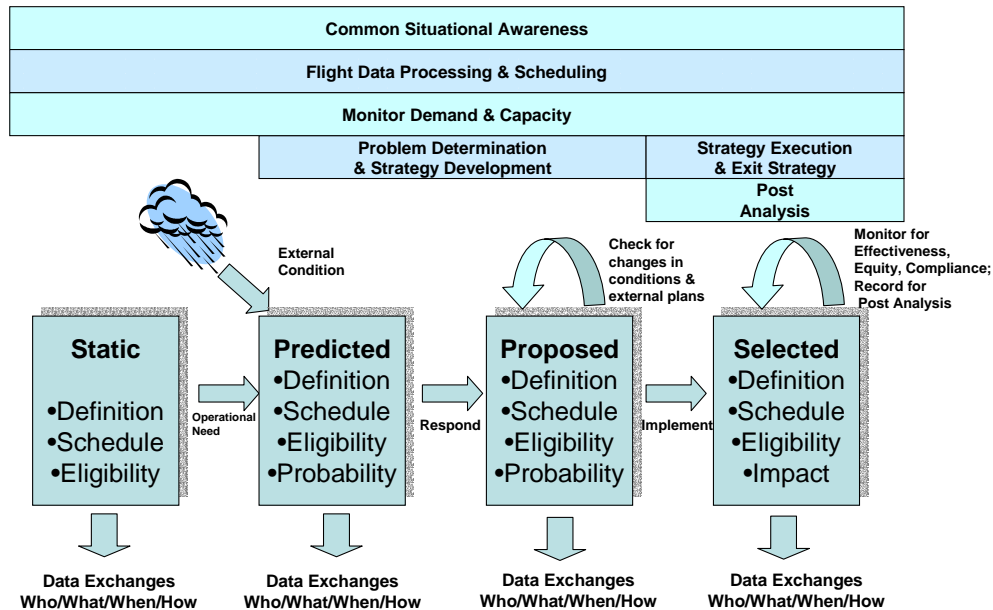 Common Situational Awareness
Flight Data Processing & Scheduling
Monitor Demand & Capacity
Problem Determination
& Strategy Development
Strategy Execution
& Exit Strategy
Post
Analysis
External
Condition
Check for
changes in
conditions &
external plans
Monitor for
Effectiveness,
Equity, Compliance;
Record for
Post Analysis
Static
•Definition
•Schedule
•Eligibility
Operational
Need
Predicted
•Definition
•Schedule
•Eligibility
•Probability
Respond
Proposed
•Definition
•Schedule
•Eligibility
•Probability
Implement
Selected
•Definition
•Schedule
•Eligibility
•Impact
Data Exchanges
Who/What/When/How
Data Exchanges
Who/What/When/How
Data Exchanges
Who/What/When/How
Data Exchanges
Who/What/When/How